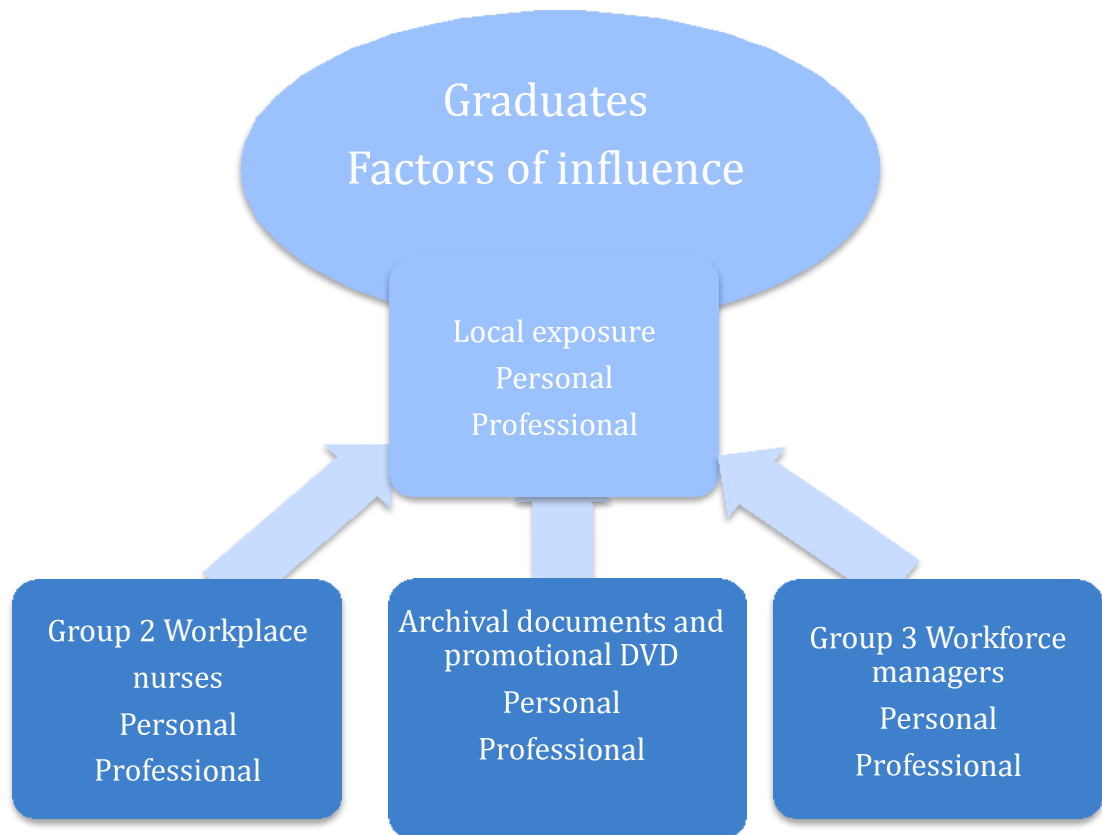 Graduates
Factors of influence
Local exposure
Personal
Professional
Group 2 Workplace
nurses
Personal
Professional
Archival documents and
promotional DVD
Personal
Professional
Group 3 Workforce
managers
Personal
Professional